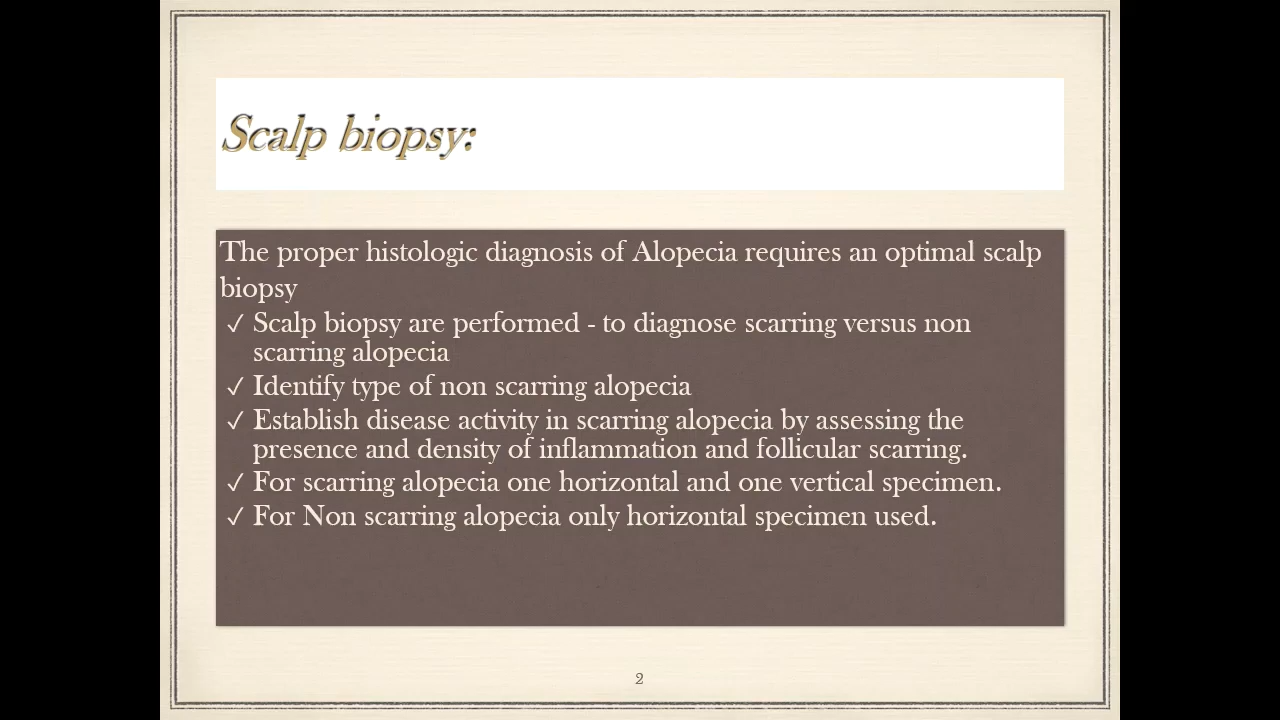 Scalp biopsy:
The proper histologic diagnosis of Alopecia requires an optimal scalp
biopsy
✓ Scalp biopsy are performed - to diagnose scarring versus non
scarring alopecia
✓ Identify type of non scarring alopecia
✓ Establish disease activity in scarring alopecia by assessing the
presence and density of inflammation and follicular scarring.
✓ For scarring alopecia one horizontal and one vertical specimen.
✓ For Non scarring alopecia only horizontal specimen used.
2